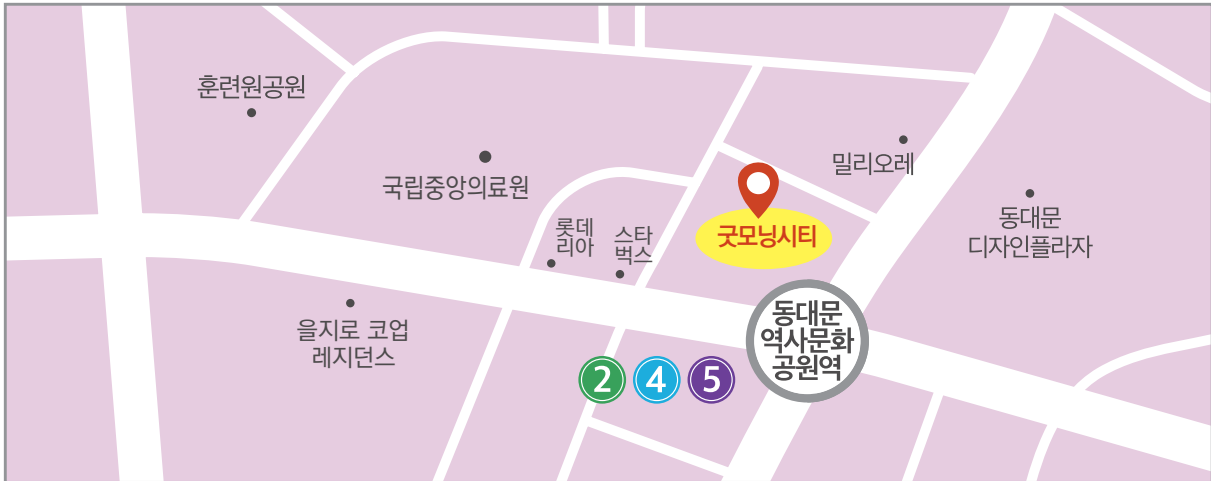 훈련원공원
국립중앙의료원
밀리오레
롯데
리아
스타
벅스
굿모닝시티
동대문
디자인플라자
을지로 코업
레지던스
동대문
역사문화
공원역
2 4 5